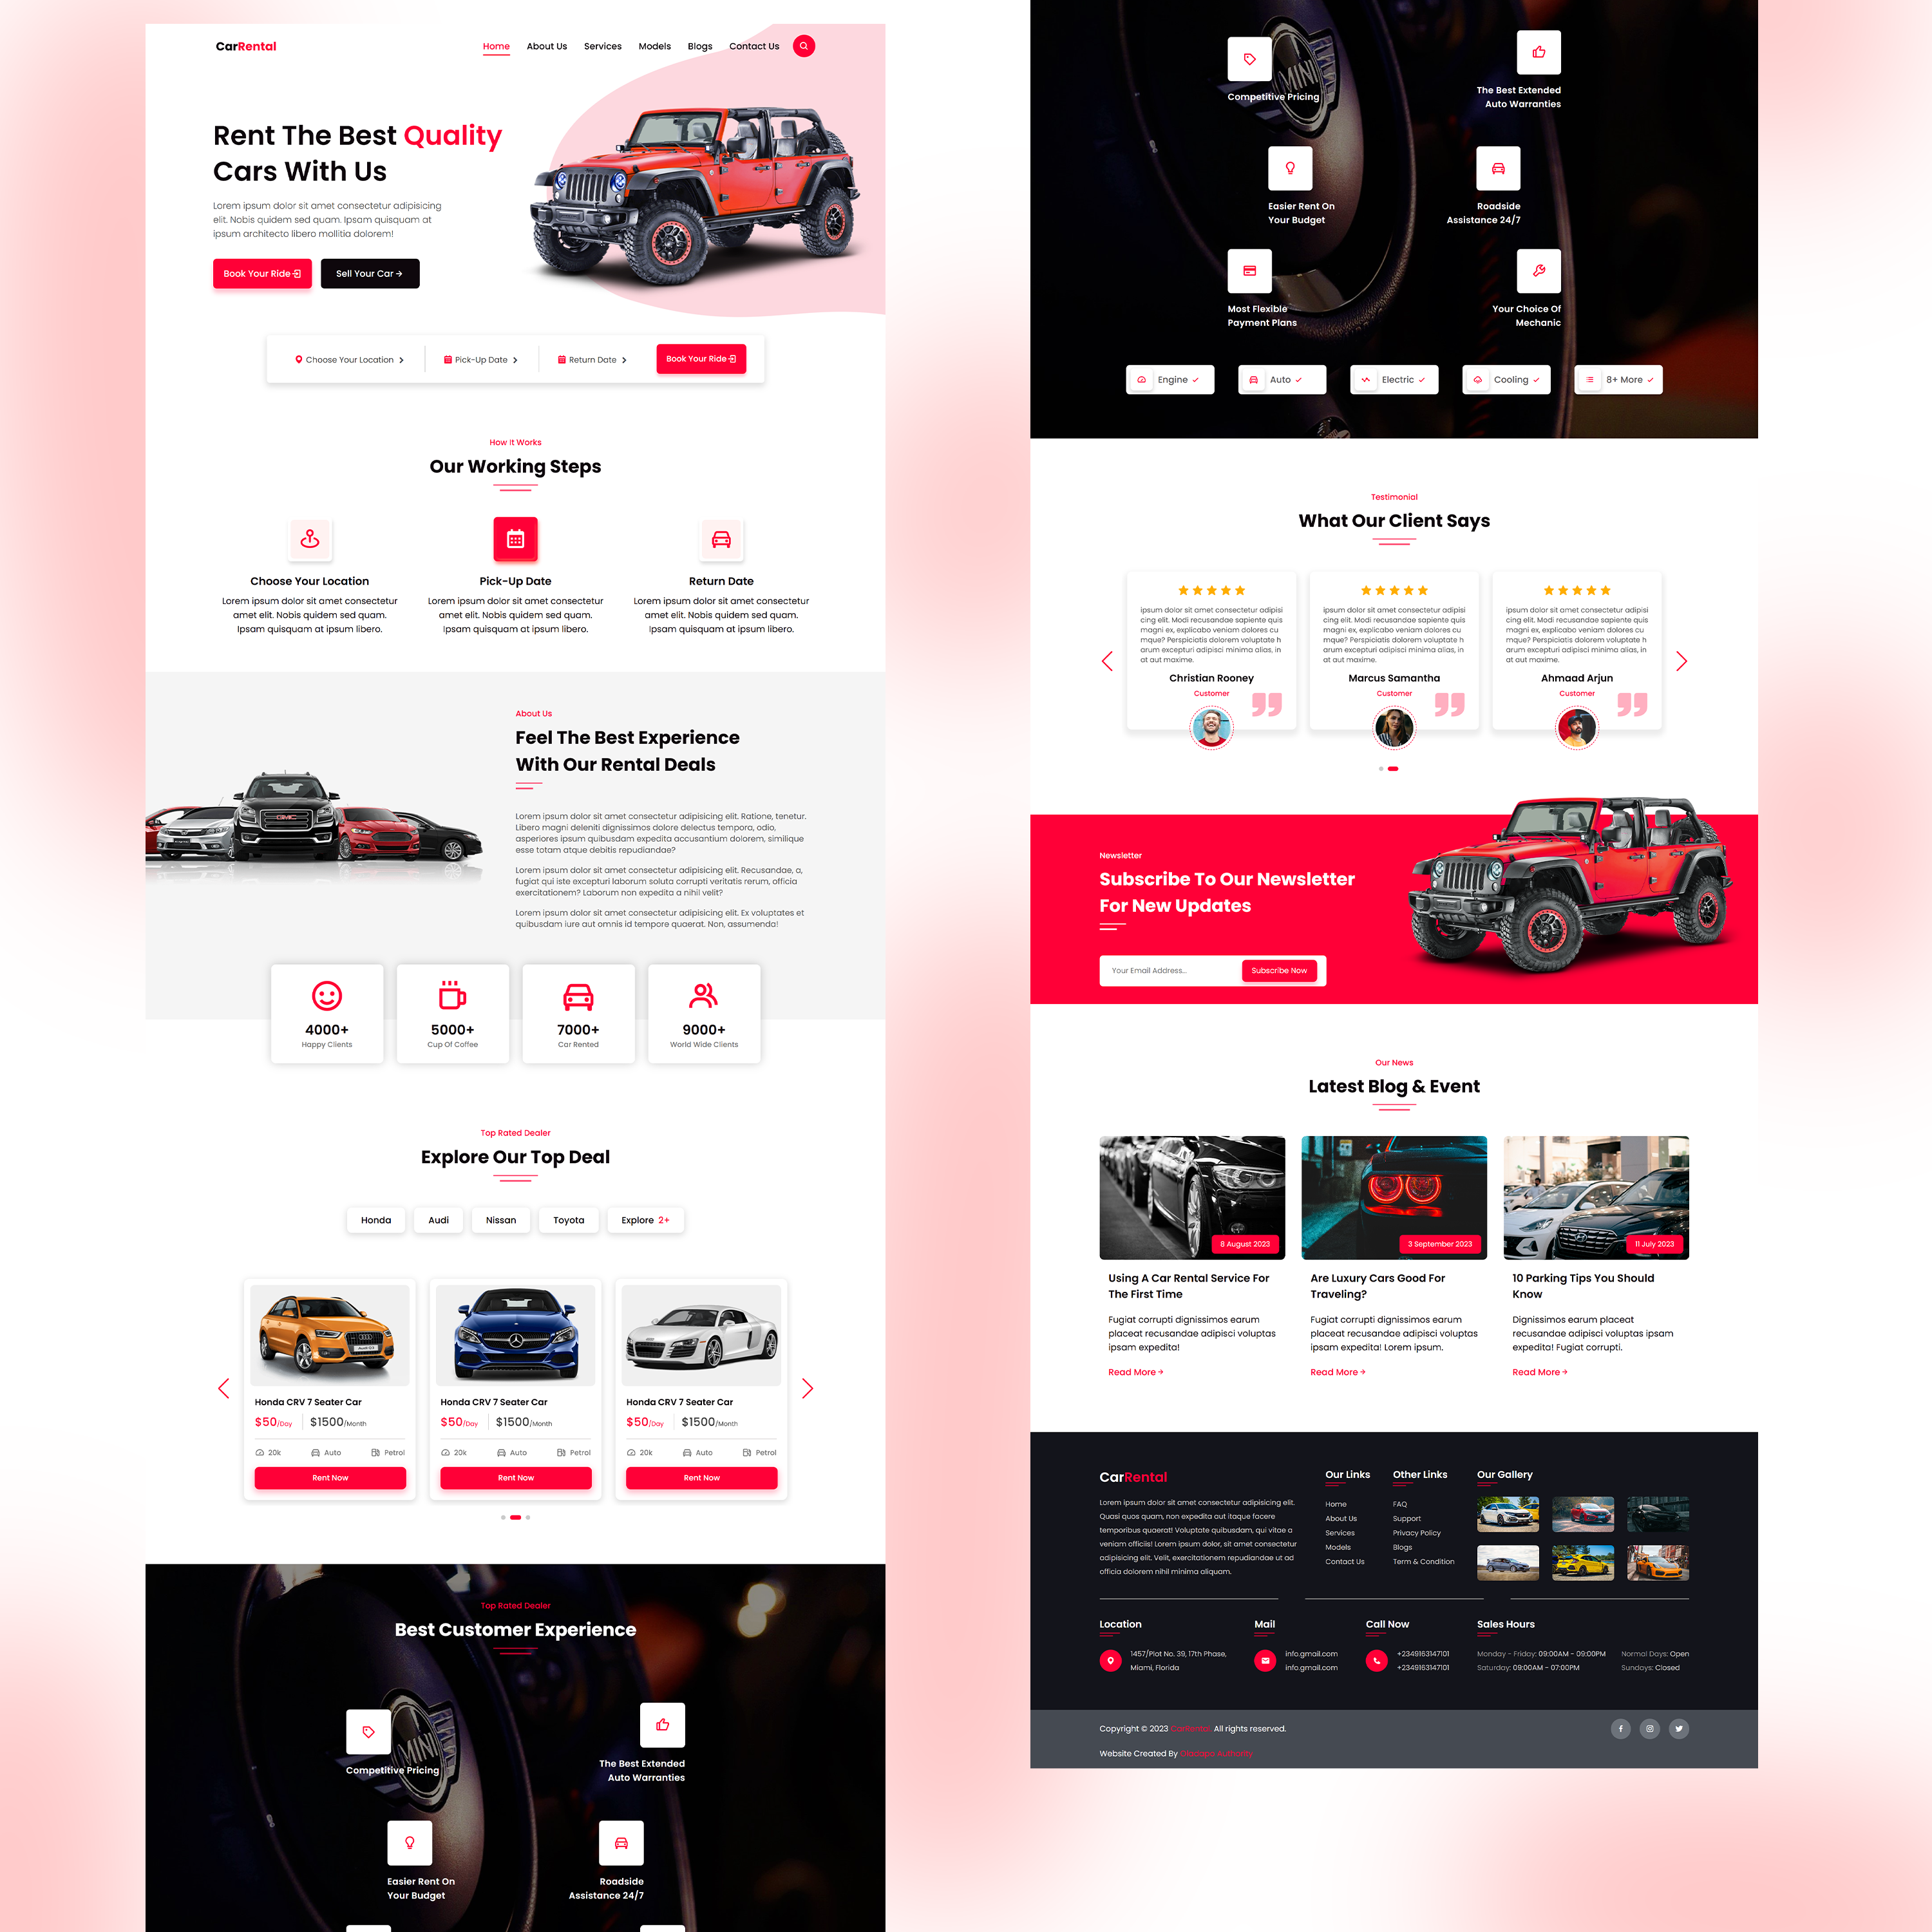 CarRental
Home About Us Services Models Blogs Contact Us
Rent The Best Quality
Cars With Us
Lorem ipsum dolor sit amet consectetur adipisicing
elit. Nobis quidem sed quam. Ipsam quisquam at
ipsum architecto libero mollitia dolorem!
Book Your Ride
Sell Your Car
Choose Your Location
Pick-Up Date
Return Date
Book Your Ride
How It Works
Our Working Steps
Choose Your Location
Lorem ipsum dolor sit amet consectetur
amet elit. Nobis quidem sed quam.
Ipsam quisquam at ipsum libero.
Pick-Up Date
Lorem ipsum dolor sit amet consectetur
amet elit. Nobis quidem sed quam.
Ipsam quisquam at ipsum libero.
Return Date
Lorem ipsum dolor sit amet consectetur
amet elit. Nobis quidem sed quam.
Ipsam quisquam at ipsum libero.
GMC
About Us
Feel The Best Experience
With Our Rental Deals
Lorem ipsum dolor sit amet consectetur adipisicing elit. Ratione, tenetur.
Libero magni deleniti dignissimos dolore delectus tempora, odio,
asperiores ipsum quibusdam expedita accusantium dolorem, similique
esse totam atque debitis repudiandae?
Lorem ipsum dolor sit amet consectetur adipisicing elit. Recusandae, a,
fugiat qui iste excepturi laborum soluta corrupti veritatis rerum, officia
exercitationem? Laborum non expedita a nihil velit?
Lorem ipsum dolor sit amet consectetur adipisicing elit. Ex voluptates et
quibusdam iure aut omnis id tempore quaerat. Non, assumenda!
4000+
Happy Clients
5000+
Cup Of Coffee
7000+
Car Rented
9000+
World Wide Clients
Top Rated Dealer
Explore Our Top Deal
Honda
Audi
Nissan
Toyota
Explore 2+
Honda CRV 7 Seater Car
$50/Day $1500/Month
20k Auto Petrol
Rent Now
Honda CRV 7 Seater Car
$50/Day $1500/Month
20k Auto Petrol
Rent Now
Honda CRV 7 Seater Car
$50/Day $1500/Month
20k Auto Petrol
Rent Now
Top Rated Dealer
Best Customer Experience
MINI
Competitive Pricing
The Best Extended
Auto Warranties
Easier Rent On
Your Budget
Roadside
Assistance 24/7
MINI
Competitive Pricing
The Best Extended
Auto Warranties
Easier Rent On
Your Budget
Roadside
Assistance 24/7
Most Flexible
Payment Plans
Your Choice Of
Mechanic
Engine
Auto
Electric
Cooling
8+ More
Testimonial
What Our Client Says
ipsum dolor sit amet consectetur adipisi
cing elit. Modi recusandae sapiente quis
magni ex, explicabo veniam dolores cu
mque? Perspiciatis dolorem voluptate h
arum excepturi adipisci minima alias, in
at aut maxime.
Christian Rooney
Customer
ipsum dolor sit amet consectetur adipisi
cing elit. Modi recusandae sapiente quis
magni ex, explicabo veniam dolores cu
mque? Perspiciatis dolorem voluptate h
arum excepturi adipisci minima alias, in
at aut maxime.
Marcus Samantha
Customer
ipsum dolor sit amet consectetur adipisi
cing elit. Modi recusandae sapiente quis
magni ex, explicabo veniam dolores cu
mque? Perspiciatis dolorem voluptate h
arum excepturi adipisci minima alias, in
at aut maxime.
Ahmaad Arjun
Customer
Newsletter
Subscribe To Our Newsletter
For New Updates
Your Email Address...
Subscribe Now
Our News
Latest Blog & Event
8 August 2023
Using A Car Rental Service For
The First Time
Fugiat corrupti dignissimos earum
placeat recusandae adipisci voluptas
ipsam expedita!
Read More
3 September 2023
Are Luxury Cars Good For
Traveling?
Fugiat corrupti dignissimos earum
placeat recusandae adipisci voluptas
ipsam expedita! Lorem ipsum.
Read More
11 July 2023
10 Parking Tips You Should
Know
Dignissimos earum placeat
recusandae adipisci voluptas ipsam
expedita! Fugiat corrupti.
Read More
CarRental
Lorem ipsum dolor sit amet consectetur adipisicing elit.
Quasi quos quam, non expedita aut itaque facere
temporibus quaerat! Voluptate quibusdam, qui vitae a
veniam officiis! Lorem ipsum dolor, sit amet consectetur
adipisicing elit. Velit, exercitationem repudiandae ut ad
officia dolorem nihil minima aliquam.
Our Links
Home
About Us
Services
Models
Contact Us
Other Links
FAQ
Support
Privacy Policy
Blogs
Term & Condition
Our Gallery
Location
1457/Plot No. 39, 17th Phase,
Miami, Florida
Mail
info.gmail.com
info.gmail.com
Call Now
+2349163147101
+2349163147101
Sales Hours
Monday - Friday: 09:00AM - 09:00PM
Saturday: 09:00AM - 07:00PM
Normal Days: Open
Sundays: Closed
Copyright © 2023 CarRental. All rights reserved.
Website Created By